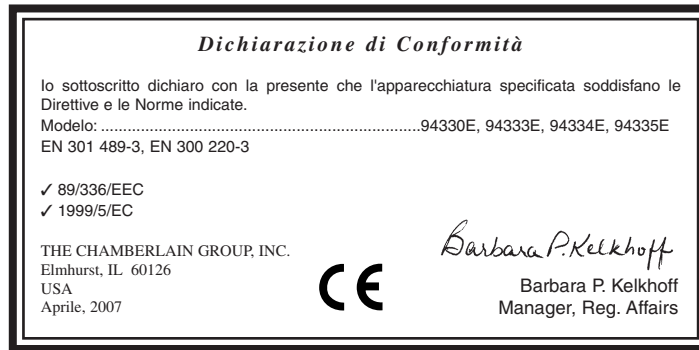 Dichiarazione di Conformità
Io sottoscritto dichiaro con la presente che l'apparecchiatura specificata soddisfano le
Direttive e le Norme indicate.
Modelo: ......................................................................94330E, 94333E, 94334E, 94335E
EN 301 489-3, EN 300 220-3
✓ 89/336/EEC
✓ 1999/5/EC
THE CHAMBERLAIN GROUP, INC.
Elmhurst, IL 60126
USA
Aprile, 2007
CE
Barbara P. Kelkhoff
Barbara P. Kelkhoff
Manager, Reg. Affairs